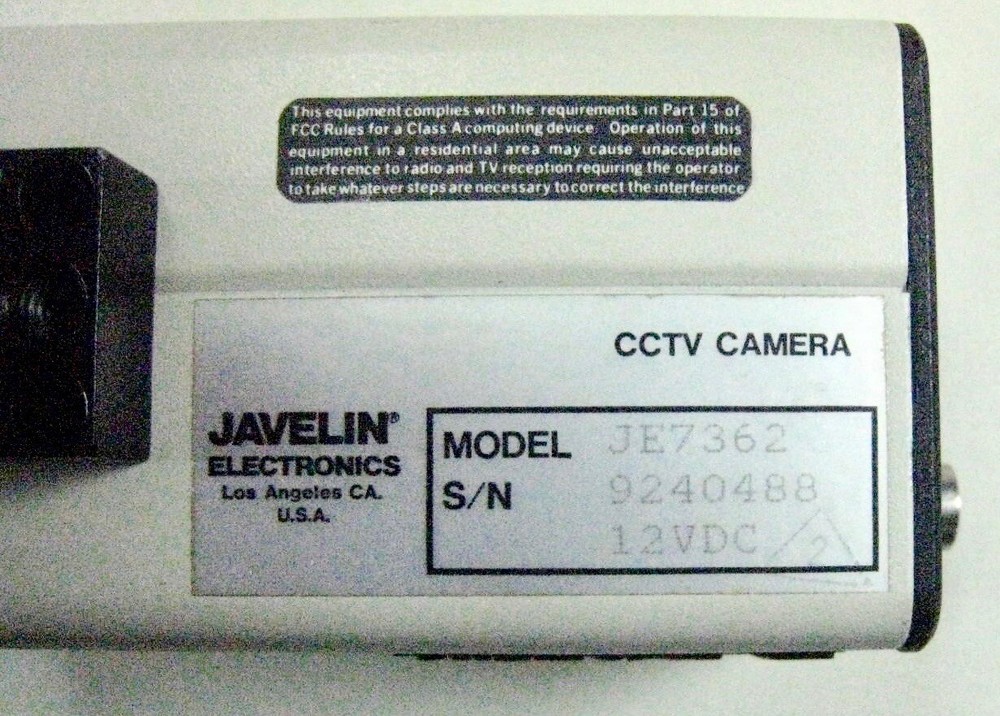 This equipment complies with the requirements in Part 15 of
FCC Rules for a Class A computing device. Operation of this
equipment in a residential area may cause unacceptable
interference to radio and TV reception requiring the operator
to take whatever steps are necessary to correct the interference
CCTV CAMERA
JAVELIN®
ELECTRONICS
Los Angeles CA.
U.S.A.
MODEL JE7362
S/N 9240488
12VDC 2